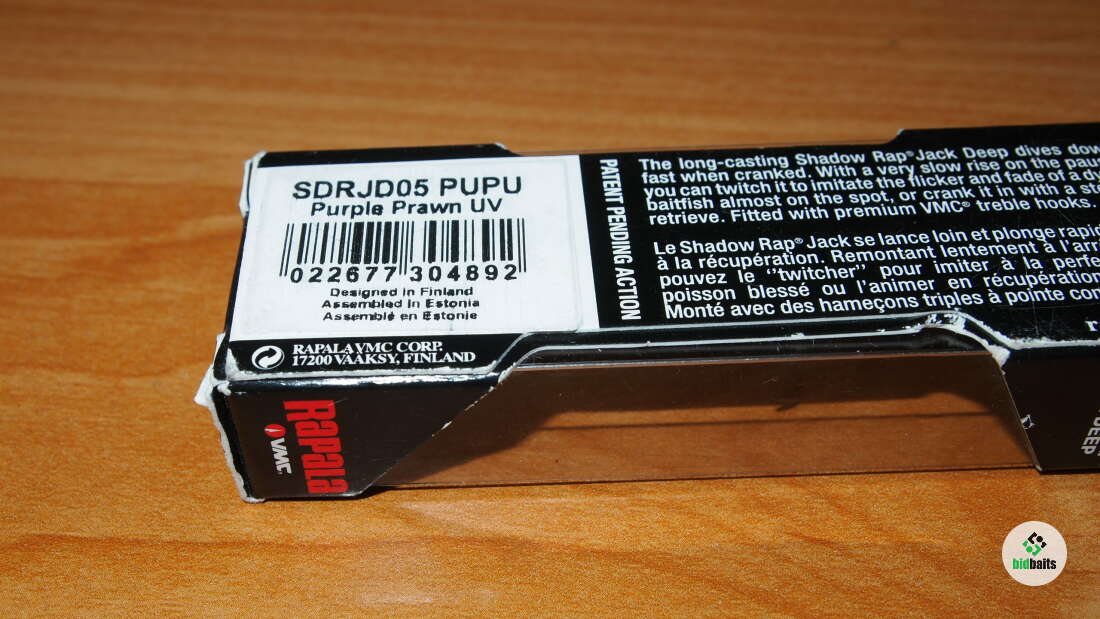 SDRJD05 PUPU
Purple Prawn UV
022677 304892
Designed in Finland
Assembled in Estonia
Assemble en Estonie
RAPALA VMC CORP.
17200 VAAKSY, FINLAND
Rapala
VMC
PATENT PENDING ACTION
The long-casting Shadow Rap® Jack Deep dives
fast when cranked. With a very slow rise on the
you can twitch it to imitate the flicker and fade of a
baitfish almost on the spot, or crank it in with a
retrieve. Fitted with premium VMC® treble hooks.
Le Shadow Rap® Jack se lance loin et plonge
à la récupération. Remontant lentement à
pouvez le "twitcher" pour imiter à la
poisson blessé ou l'animer en récupération
Monté avec des hameçons triples à pointe
DEEP
bidbaits